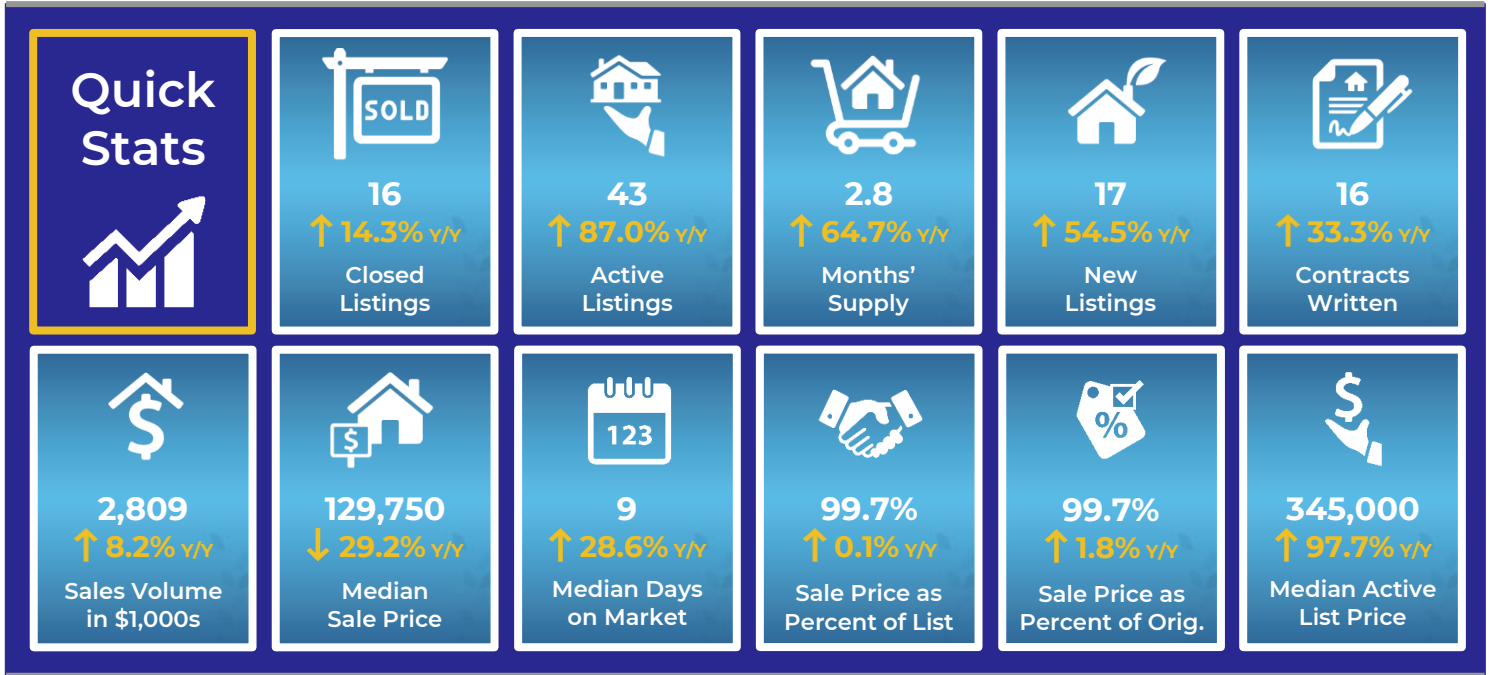 Quick
Stats
SOLD
16
↑ 14.3% Y/Y
Closed
Listings
43
↑ 87.0% Y/Y
Active
Listings
2.8
↑ 64.7% Y/Y
Months’
Supply
17
↑ 54.5% Y/Y
New
Listings
16
↑ 33.3% Y/Y
Contracts
Written
$
2,809
↑ 8.2% Y/Y
Sales Volume
in $1,000s
$
129,750
↓ 29.2% Y/Y
Median
Sale Price
123
9
↑ 28.6% Y/Y
Median Days
on Market
99.7%
↑ 0.1% Y/Y
Sale Price as
Percent of List
%
99.7%
↑ 1.8% Y/Y
Sale Price as
Percent of Orig.
$
345,000
↑ 97.7% Y/Y
Median Active
List Price